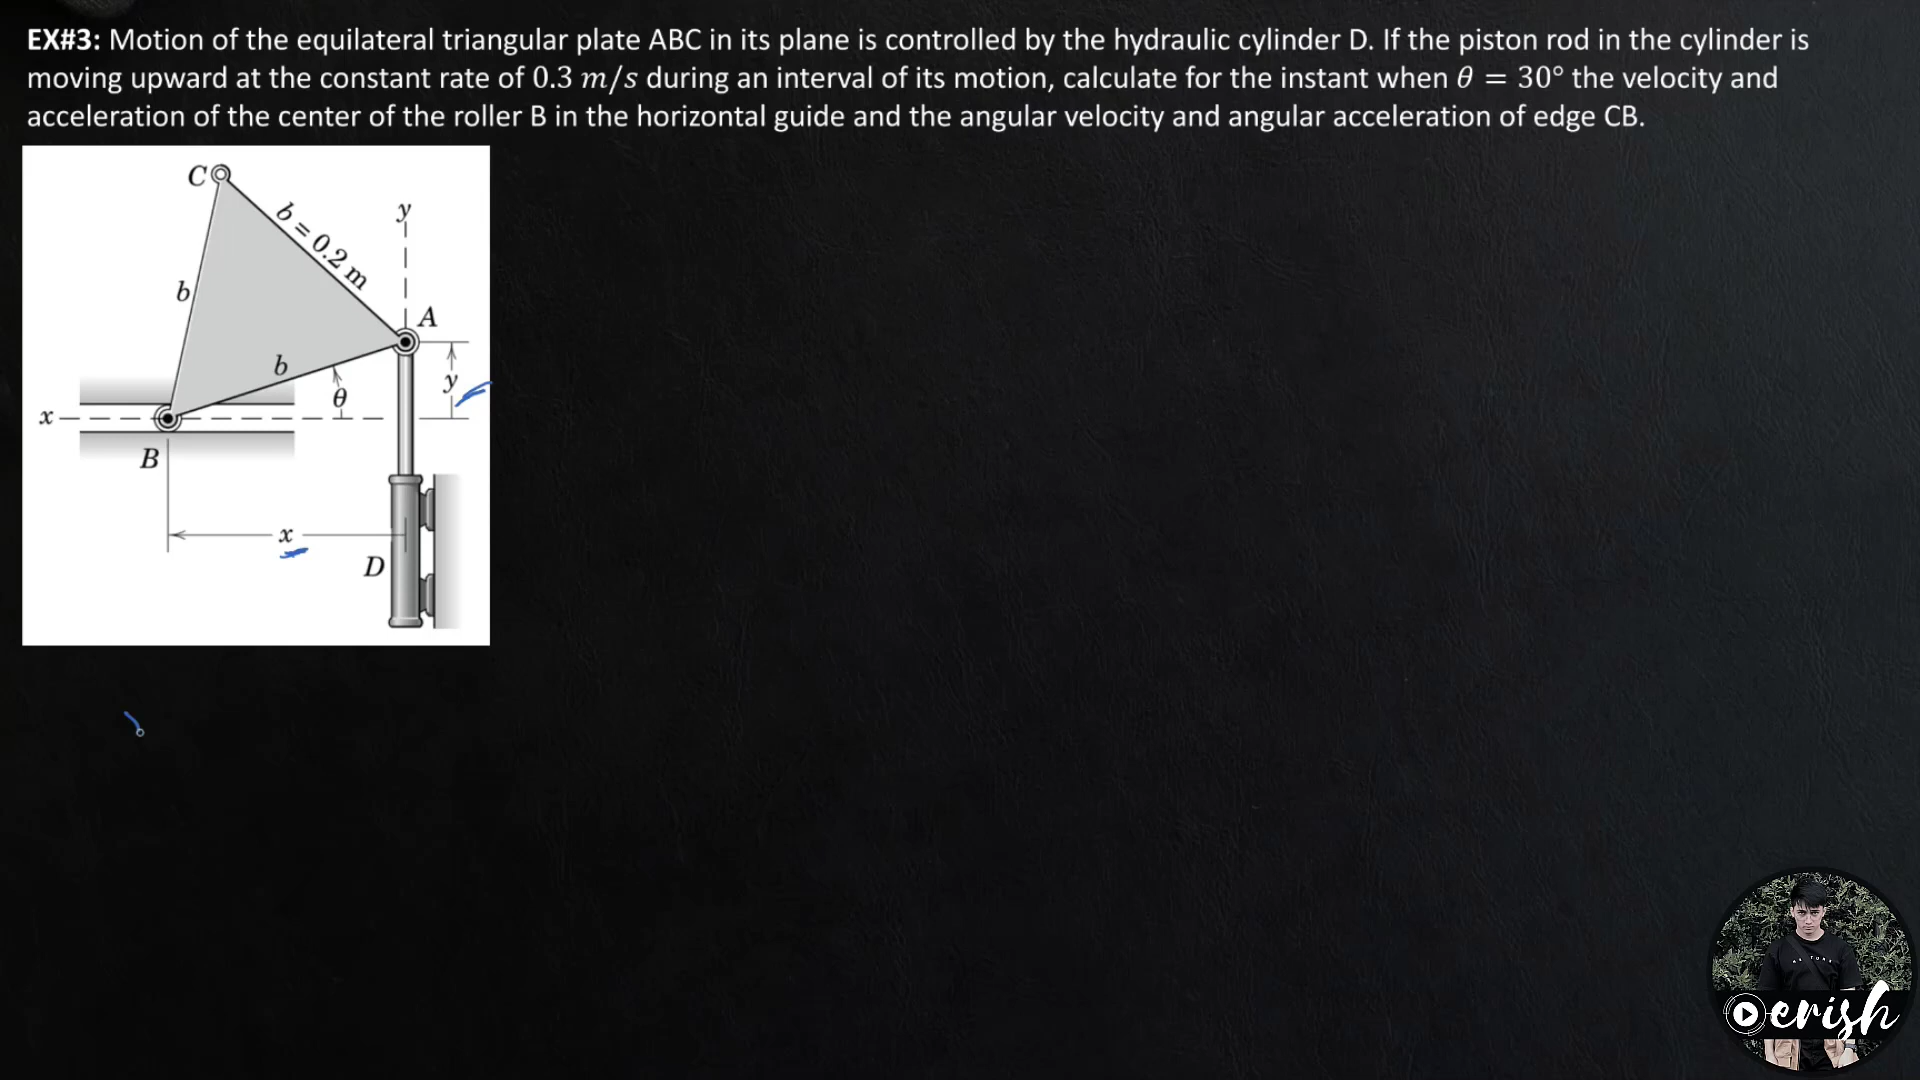 EX#3: Motion of the equilateral triangular plate ABC in its plane is controlled by the hydraulic cylinder D. If the piston rod in the cylinder is
moving upward at the constant rate of 0.3 m/s during an interval of its motion, calculate for the instant when θ = 30° the velocity and
acceleration of the center of the roller B in the horizontal guide and the angular velocity and angular acceleration of edge CB.
C
y
b = 0.2 m
b
A
b
y
θ
x
B
x
D
erish